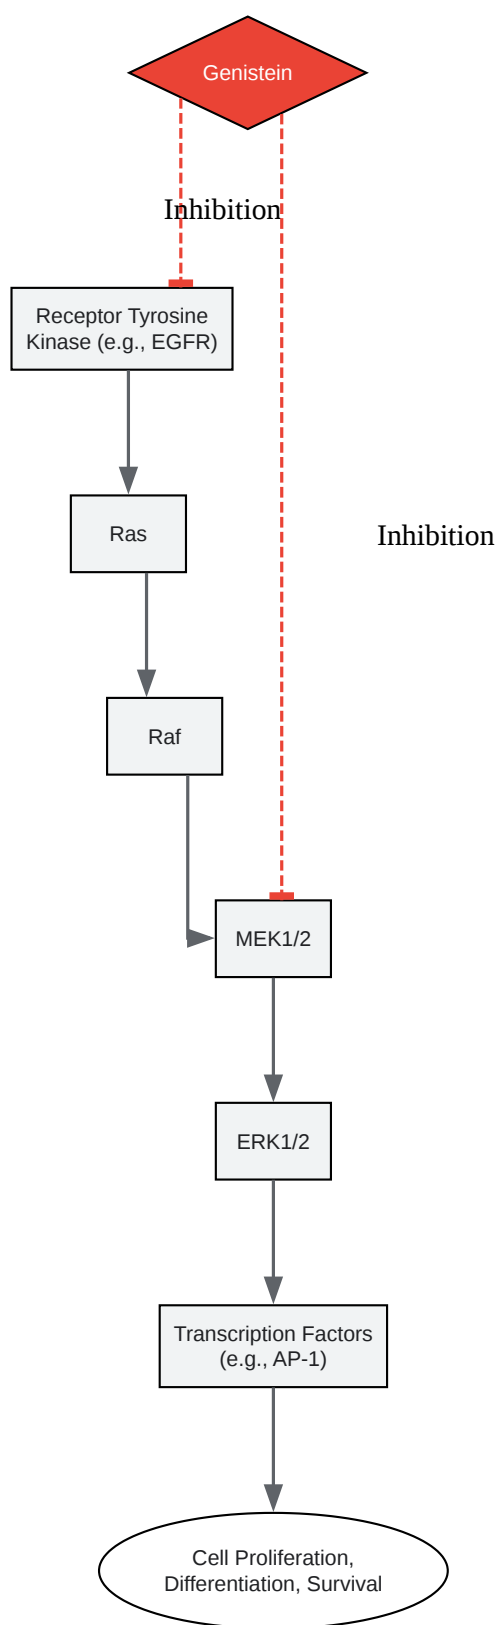 Genistein
Inhibition
Receptor Tyrosine
Kinase (e.g., EGFR)
Ras
Inhibition
Raf
MEK1/2
ERK1/2
Transcription Factors
(e.g., AP-1)
Cell Proliferation,
Differentiation, Survival